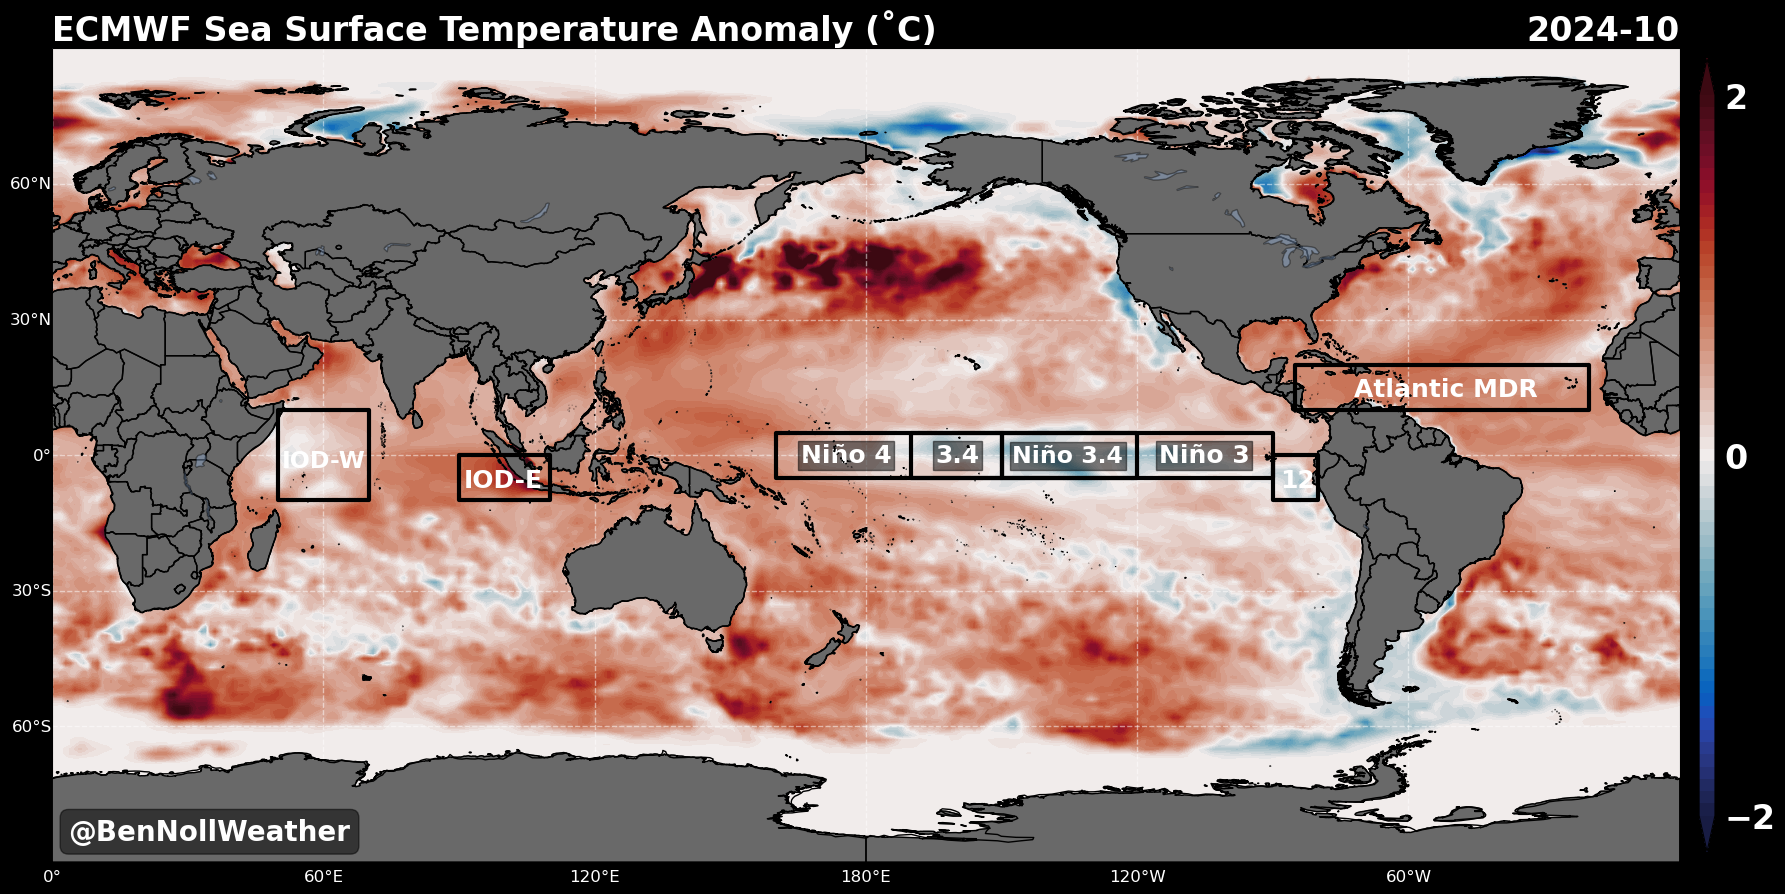 ECMWF Sea Surface Temperature Anomaly (˚C) 2024-10
2
60°N
30°N
Atlantic MDR
0° IOD-W Niño 4 3.4 Niño 3.4 Niño 3 0
IOD-E 12
30°S
60°S
−2
@BenNollWeather
0° 60°E 120°E 180°E 120°W 60°W